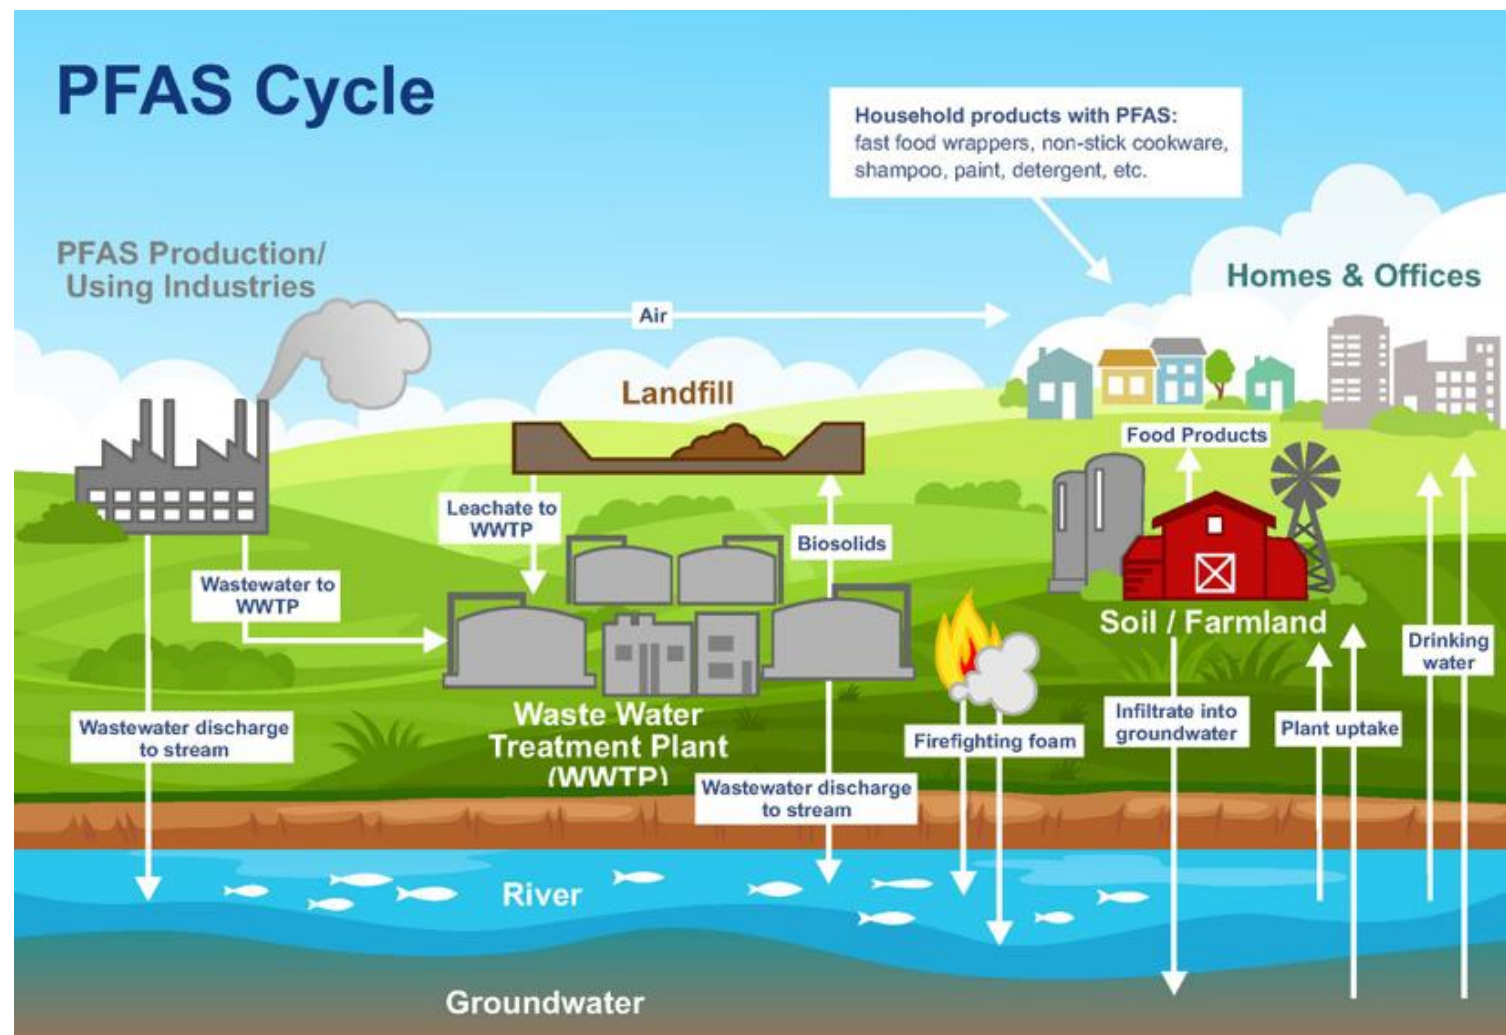 PFAS Cycle
Household products with PFAS:
fast food wrappers, non-stick cookware,
shampoo, paint, detergent, etc.
PFAS Production/
Using Industries
Homes & Offices
Air
Landfill
Food Products
Leachate to
WWTP
Biosolids
Wastewater to
WWTP
Soil / Farmland
Drinking
water
Wastewater discharge
to stream
Waste Water
Treatment Plant
(WWTP)
Firefighting foam
Infiltrate into
groundwater
Plant uptake
Wastewater discharge
to stream
River
Groundwater